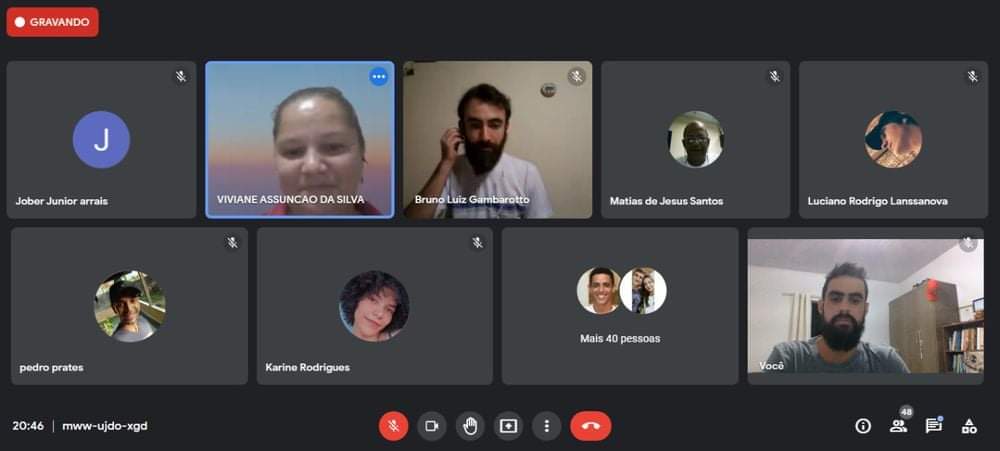 GRAVANDO
J
Jober Junior arrais
VIVIANE ASSUNCAO DA SILVA
Bruno Luiz Gambarotto
Matias de Jesus Santos
Luciano Rodrigo Lanssanova
pedro prates
Karine Rodrigues
Mais 40 pessoas
Você
20:46 | mww-ujdo-xgd
48